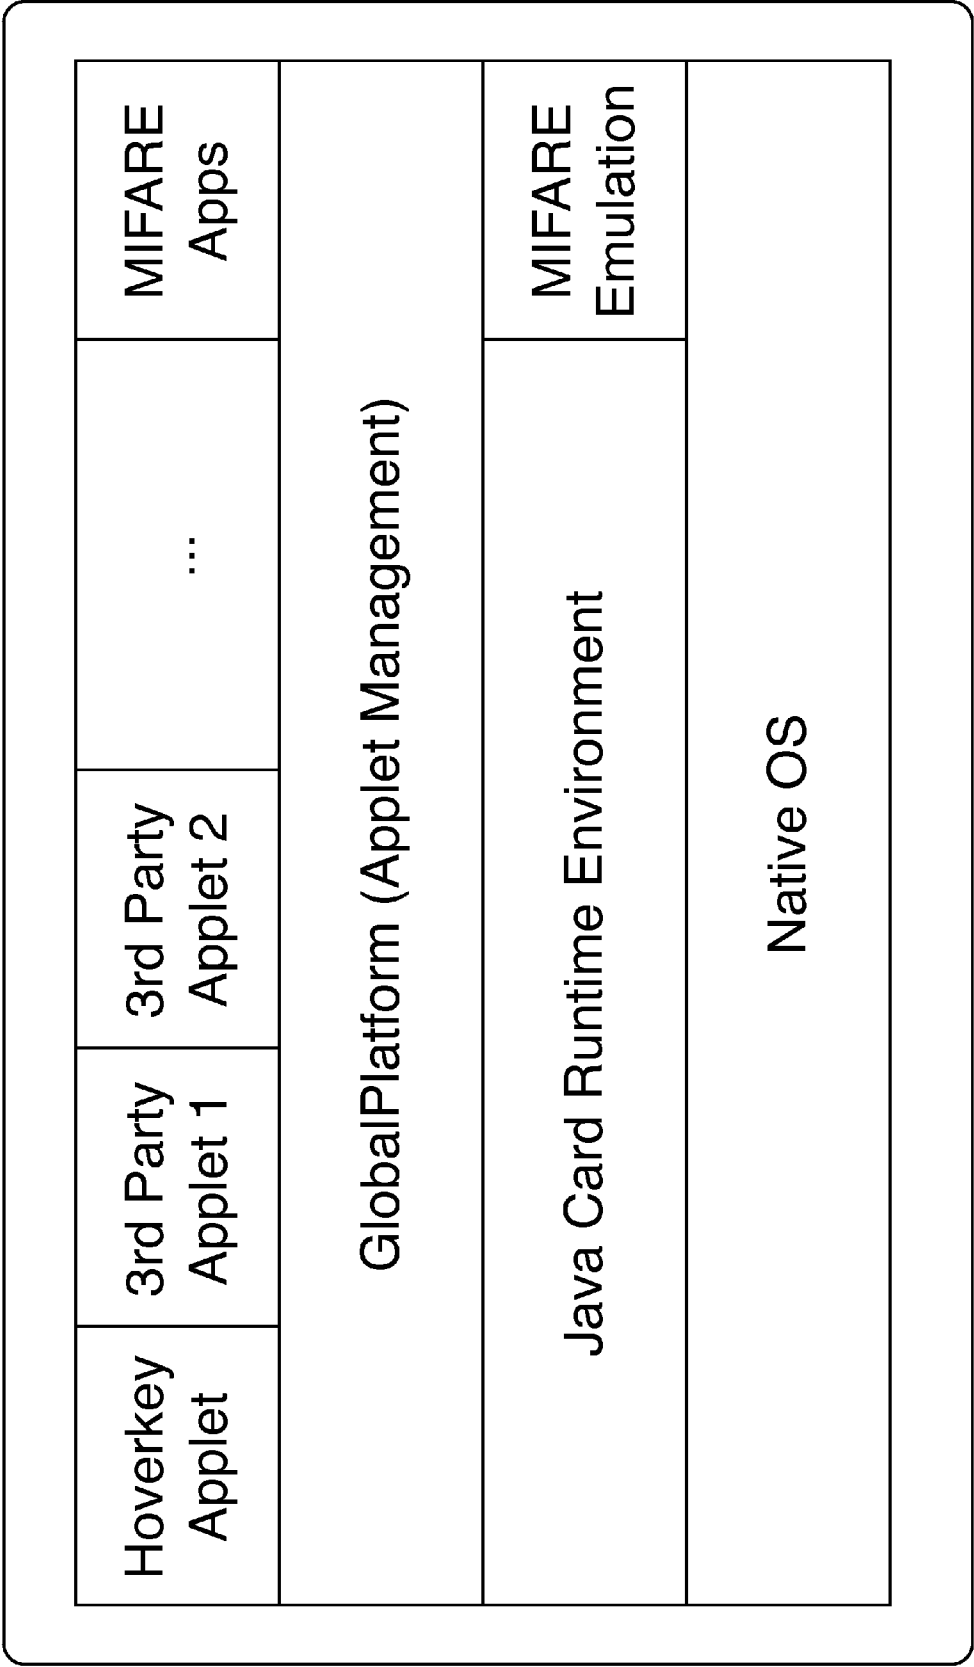 Hoverkey
Applet
3rd Party
Applet 1
3rd Party
Applet 2
...
MIFARE
Apps
GlobalPlatform (Applet Management)
Java Card Runtime Environment
MIFARE
Emulation
Native OS